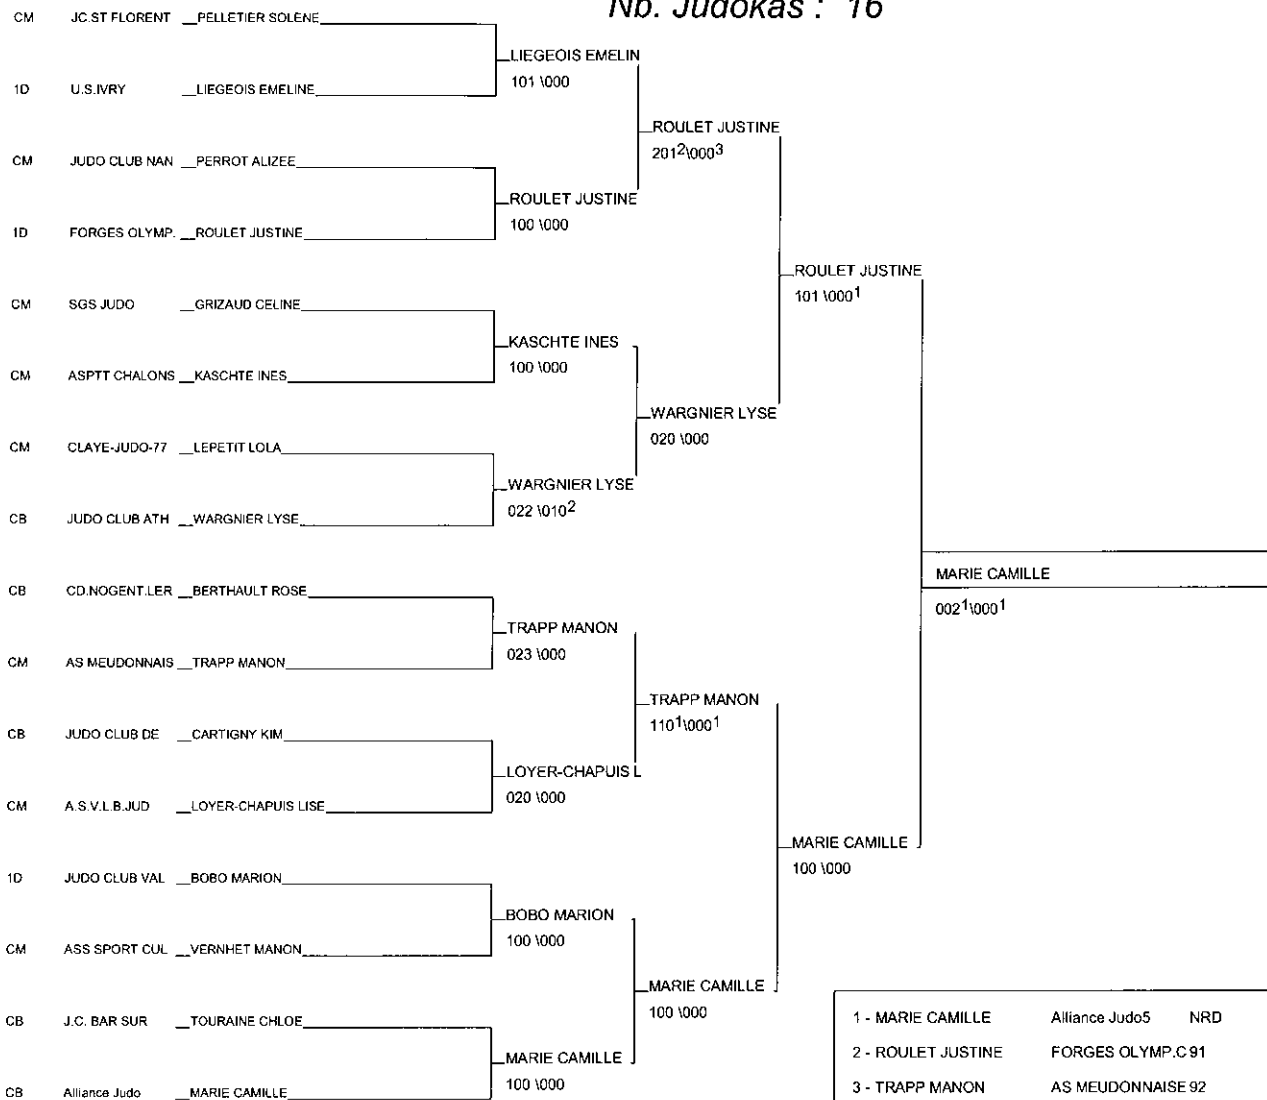 Nb. Judokas : 16
CM JC.ST FLORENT PELLETIER SOLENE
LIEGEOIS EMELIN
101 \000
1D U.S.IVRY LIEGEOIS EMELINE
ROULET JUSTINE
201² \000³
CM JUDO CLUB NAN PERROT ALIZEE
ROULET JUSTINE
100 \000
1D FORGES OLYMP. ROULET JUSTINE
ROULET JUSTINE
101 \000¹
CM SGS JUDO GRIZAUD CELINE
KASCHTE INES
100 \000
CM ASPTT CHALONS KASCHTE INES
WARGNIER LYSE
020 \000
CM CLAYE-JUDO-77 LEPETIT LOLA
WARGNIER LYSE
022 \010²
CB JUDO CLUB ATH WARGNIER LYSE
MARIE CAMILLE
002¹\000¹
CB CD.NOGENT.LER BERTHAULT ROSE
TRAPP MANON
023 \000
CM AS MEUDONNAIS TRAPP MANON
TRAPP MANON
110¹\000¹
CB JUDO CLUB DE CARTIGNY KIM
LOYER-CHAPUIS L
020 \000
CM A.S.V.L.B.JUD LOYER-CHAPUIS LISE
MARIE CAMILLE
100 \000
1D JUDO CLUB VAL BOBO MARION
BOBO MARION
100 \000
CM ASS SPORT CUL VERNHET MANON
MARIE CAMILLE
100 \000
CB J.C. BAR SUR TOURAINE CHLOE
MARIE CAMILLE
100 \000
CB Alliance Judo MARIE CAMILLE
1 - MARIE CAMILLE Alliance Judo5 NRD
2 - ROULET JUSTINE FORGES OLYMP.C 91
3 - TRAPP MANON AS MEUDONNAISE 92